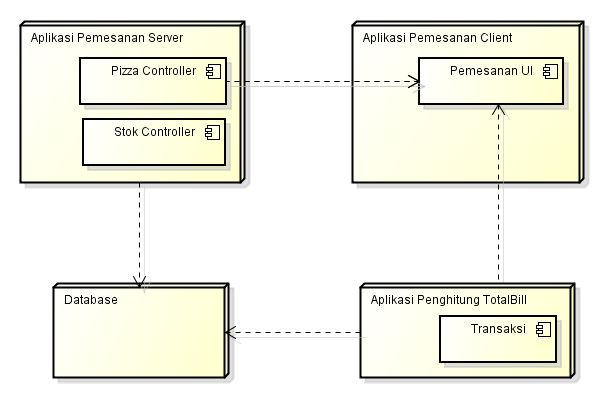 Aplikasi Pemesanan Server
Pizza Controller
Stok Controller
Aplikasi Pemesanan Client
Pemesanan UI
Database
Aplikasi Penghitung TotalBill
Transaksi